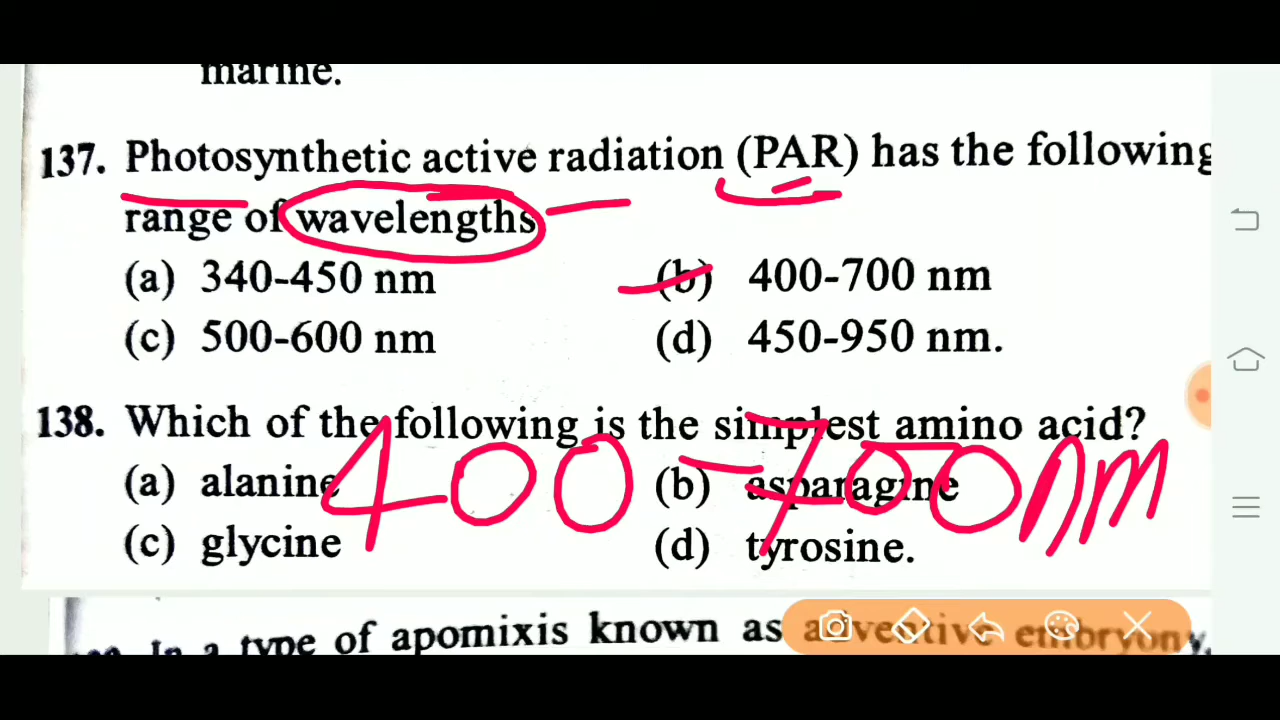 marine.
137. Photosynthetic active radiation (PAR) has the following
range of wavelengths
(a) 340-450 nm (b) 400-700 nm
(c) 500-600 nm (d) 450-950 nm.
138. Which of the following is the simplest amino acid?
400-700nm
(a) alanine (b) asparagine
(c) glycine (d) tyrosine.
In a type of apomixis known as adventive embryony,